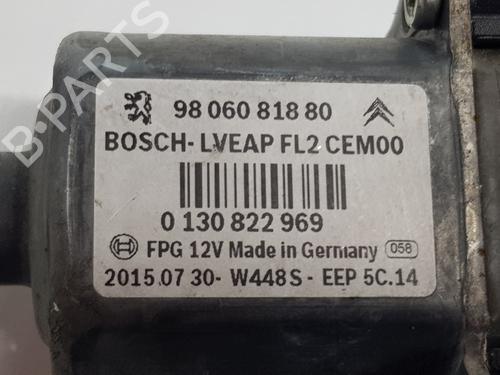 B-PARTS
98 060 818 80
BOSCH-LVEAP FL2 CEM00
0 130 822 969
FPG 12V Made in Germany 058
2015 07 30- W448S - EEP 5C.14